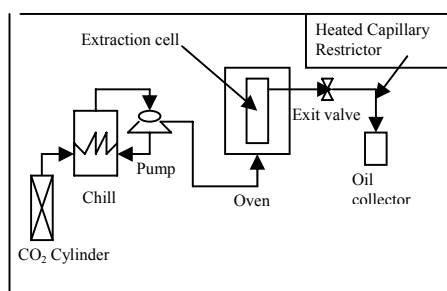 Heated Capillary
Restrictor
Extraction cell
Exit valve
Pump
Chill
Oven
Oil
collector
CO₂ Cylinder